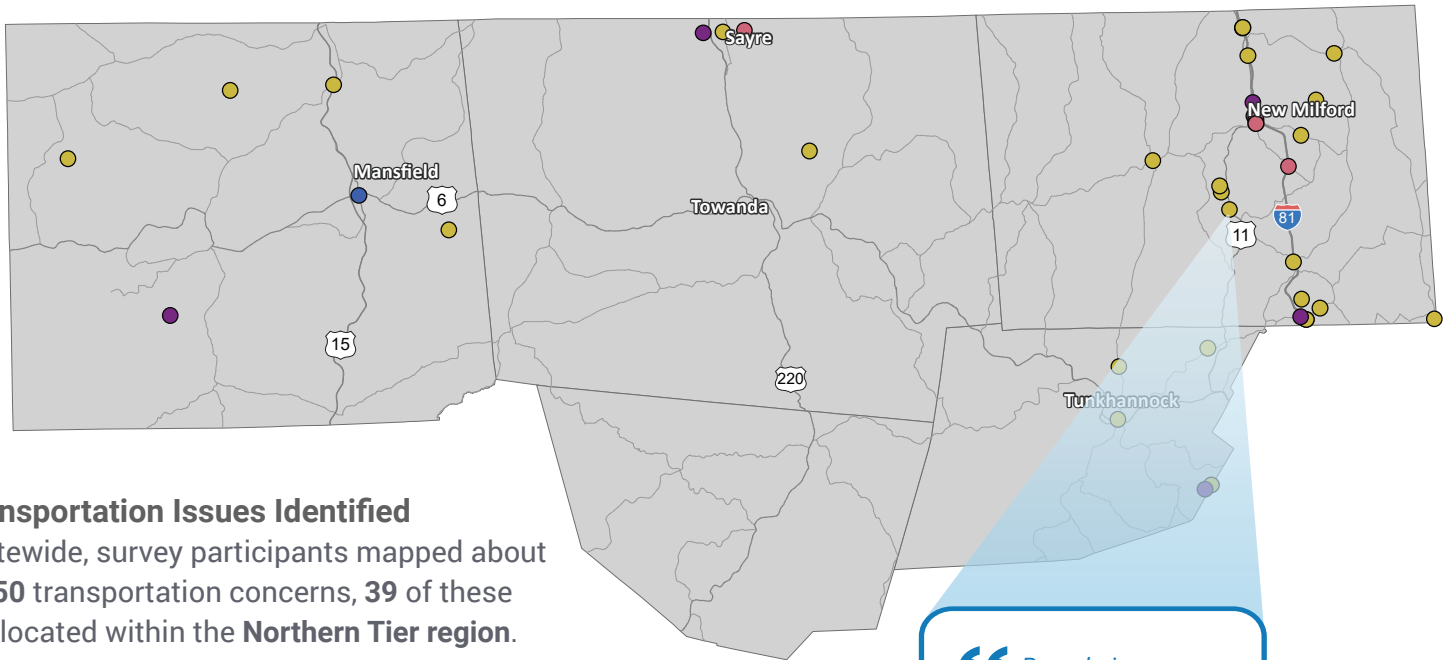 Sayre
New Milford
Mansfield
6
Towanda
81
11
15
220
Tunkhannock
nsportation Issues Identified
tewide, survey participants mapped about
50 transportation concerns, 39 of these
located within the Northern Tier region.
“